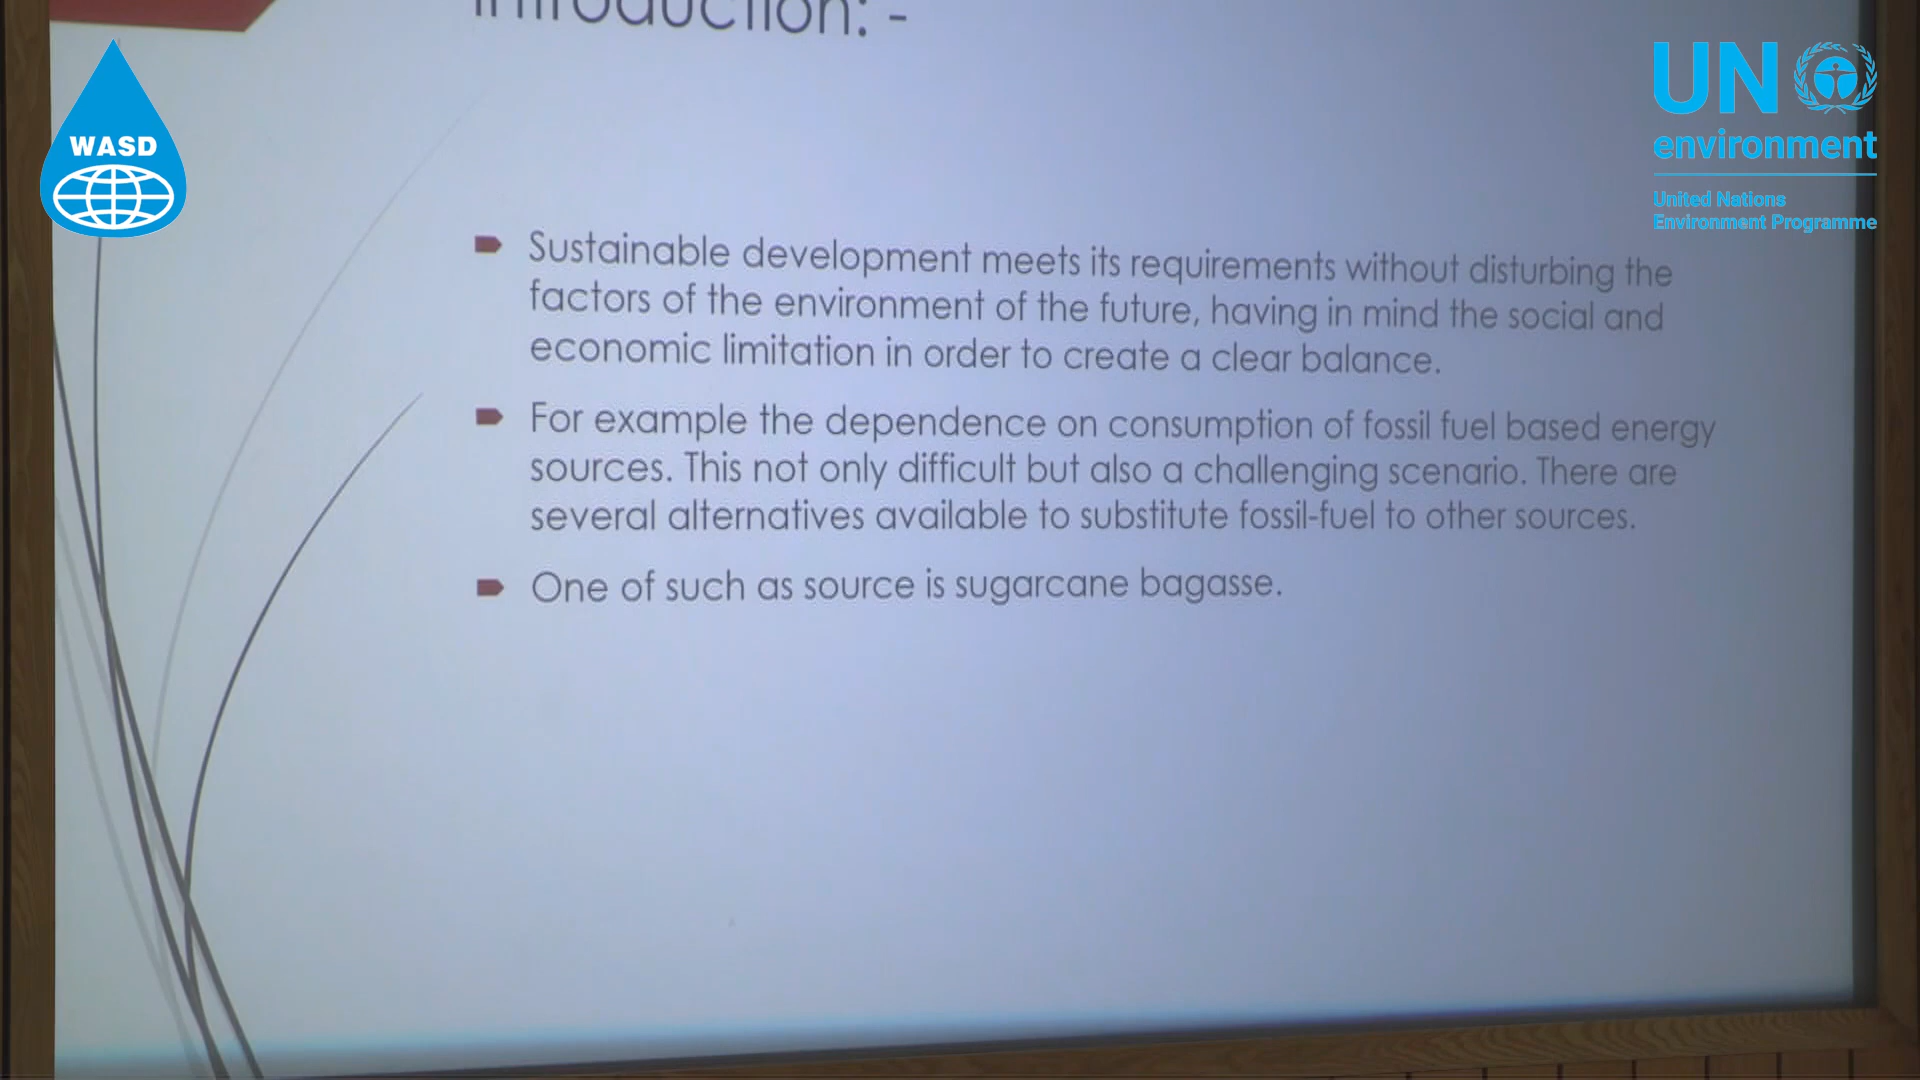 Introduction: -
WASD
UN
environment
United Nations
Environment Programme
Sustainable development meets its requirements without disturbing the
factors of the environment of the future, having in mind the social and
economic limitation in order to create a clear balance.
For example the dependence on consumption of fossil fuel based energy
sources. This not only difficult but also a challenging scenario. There are
several alternatives available to substitute fossil-fuel to other sources.
One of such as source is sugarcane bagasse.